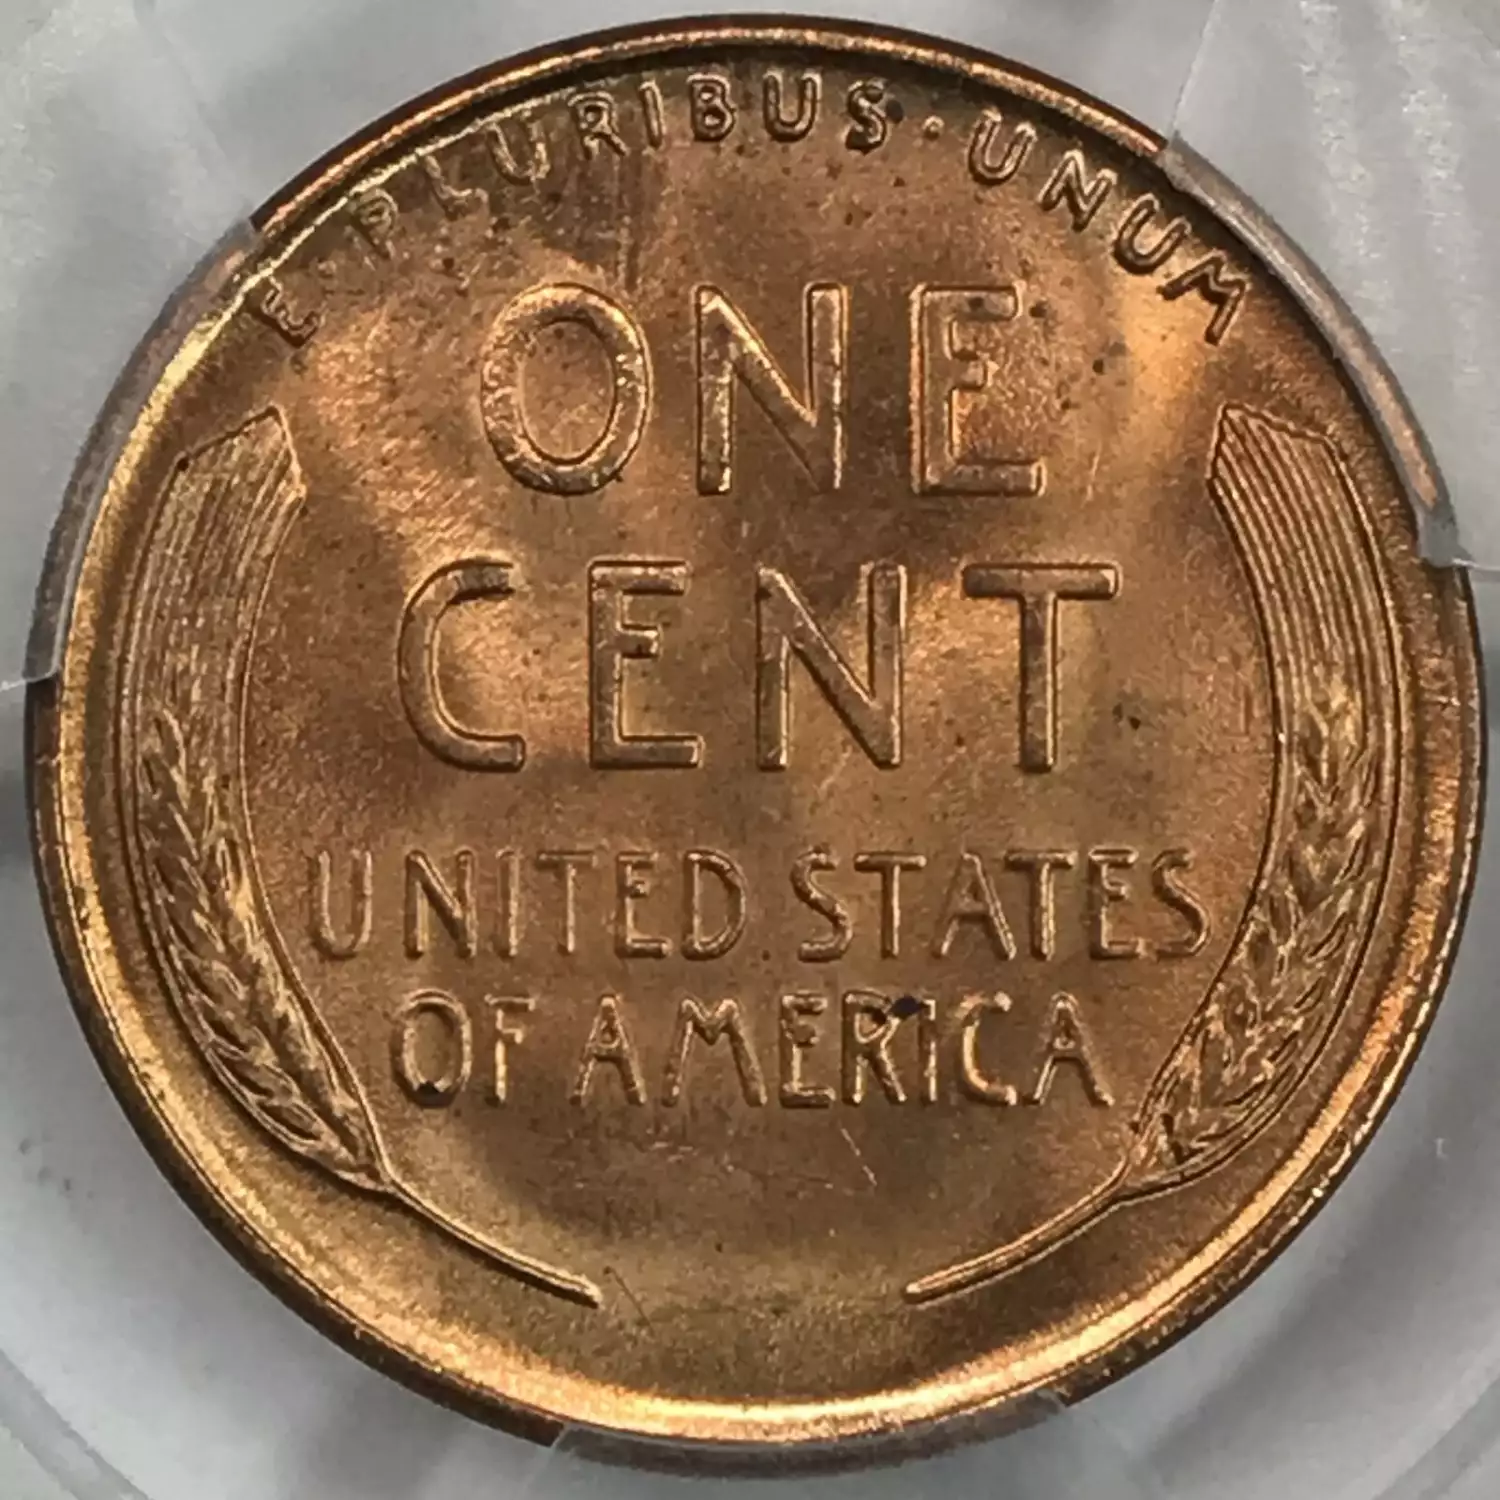 E·PLURIBUS·UNUM
ONE
CENT
UNITED STATES
OF AMERICA